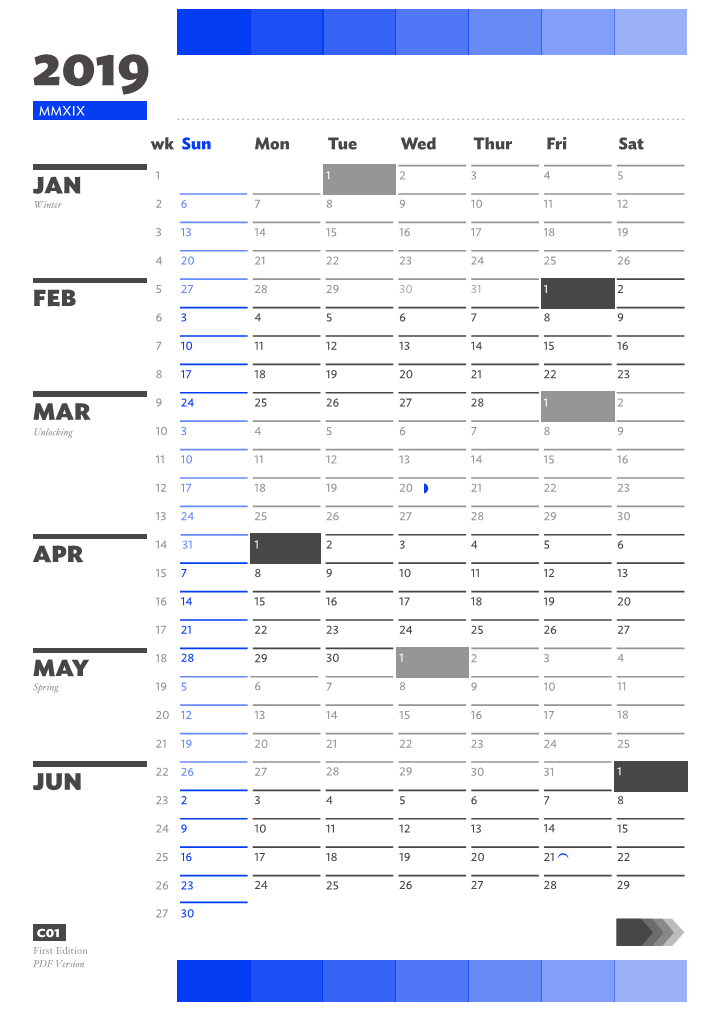 2019
MMXIX
wk Sun Mon Tue Wed Thur Fri Sat
JAN 1 1 2 3 4 5
Winter 2 6 7 8 9 10 11 12
3 13 14 15 16 17 18 19
4 20 21 22 23 24 25 26
FEB 5 27 28 29 30 31 1 2
6 3 4 5 6 7 8 9
7 10 11 12 13 14 15 16
8 17 18 19 20 21 22 23
MAR 9 24 25 26 27 28 1 2
Unlocking 10 3 4 5 6 7 8 9
11 10 11 12 13 14 15 16
12 17 18 19 20 21 22 23
13 24 25 26 27 28 29 30
APR 14 31 1 2 3 4 5 6
15 7 8 9 10 11 12 13
16 14 15 16 17 18 19 20
17 21 22 23 24 25 26 27
MAY 18 28 29 30 1 2 3 4
Spring 19 5 6 7 8 9 10 11
20 12 13 14 15 16 17 18
21 19 20 21 22 23 24 25
JUN 22 26 27 28 29 30 31 1
23 2 3 4 5 6 7 8
24 9 10 11 12 13 14 15
25 16 17 18 19 20 21 22
26 23 24 25 26 27 28 29
27 30
C01
First Edition
PDF Version